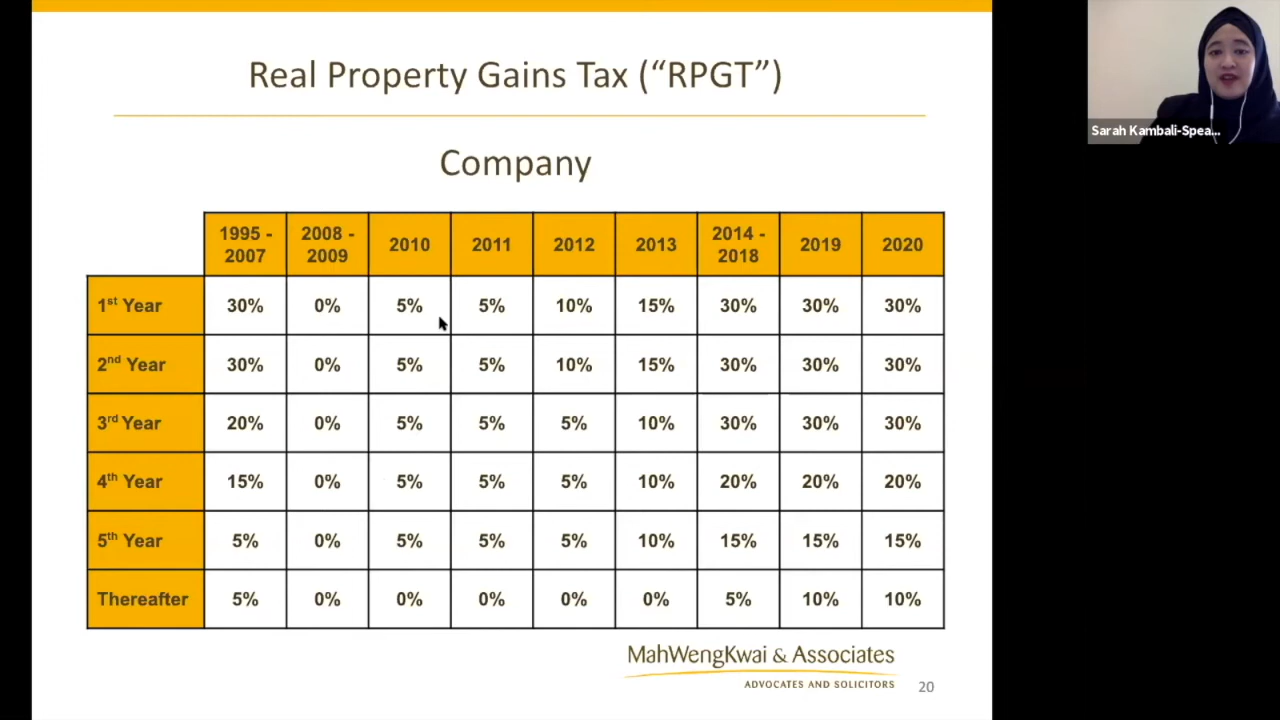 Real Property Gains Tax (“RPGT”)
Sarah Kambali-Spea...
Company
1995 - 2007 2008 - 2009 2010 2011 2012 2013 2014 - 2018 2019 2020
1st Year 30% 0% 5% 5% 10% 15% 30% 30% 30%
2nd Year 30% 0% 5% 5% 10% 15% 30% 30% 30%
3rd Year 20% 0% 5% 5% 5% 10% 30% 30% 30%
4th Year 15% 0% 5% 5% 5% 10% 20% 20% 20%
5th Year 5% 0% 5% 5% 5% 10% 15% 15% 15%
Thereafter 5% 0% 0% 0% 0% 0% 5% 10% 10%
MahWengKwai & Associates
ADVOCATES AND SOLICITORS 20